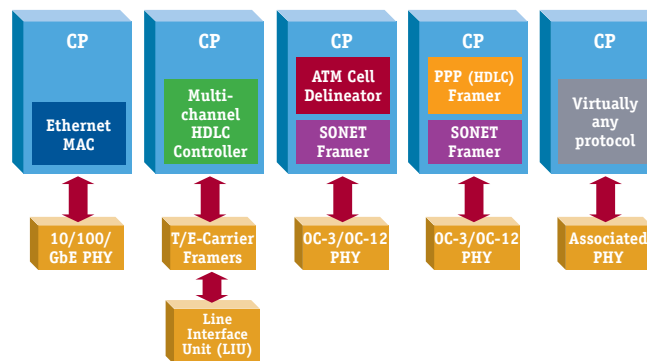 CP
Ethernet
MAC
10/100/
GbE PHY
CP
Multi-
channel
HDLC
Controller
T/E-Carrier
Framers
Line
Interface
Unit (LIU)
CP
ATM Cell
Delineator
SONET
Framer
OC-3/OC-12
PHY
CP
PPP (HDLC)
Framer
SONET
Framer
OC-3/OC-12
PHY
CP
Virtually
any
protocol
Associated
PHY